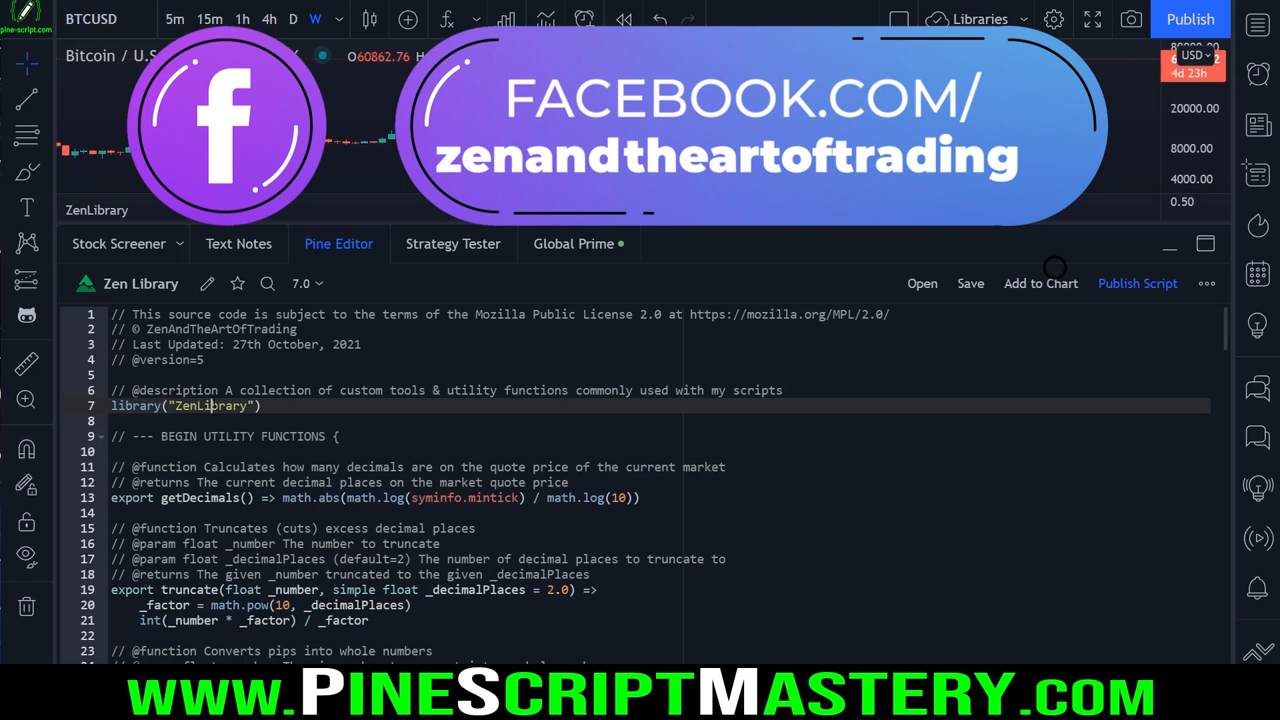 pine-script.com
BTCUSD 5m 15m 1h 4h D W Libraries Publish
Bitcoin / U.S O60862.76 H
USD
4d 23h
20000.00
8000.00
4000.00
0.50
FACEBOOK.COM/
zenandtheartoftrading
ZenLibrary
Stock Screener Text Notes Pine Editor Strategy Tester Global Prime
Zen Library 7.0 Open Save Add to Chart Publish Script
1 // This source code is subject to the terms of the Mozilla Public License 2.0 at https://mozilla.org/MPL/2.0/
2 // © ZenAndTheArtOfTrading
3 // Last Updated: 27th October, 2021
4 // @version=5
5
6 // @description A collection of custom tools & utility functions commonly used with my scripts
7 library("ZenLibrary")
8
9 // --- BEGIN UTILITY FUNCTIONS {
10
11 // @function Calculates how many decimals are on the quote price of the current market
12 // @returns The current decimal places on the market quote price
13 export getDecimals() => math.abs(math.log(syminfo.mintick) / math.log(10))
14
15 // @function Truncates (cuts) excess decimal places
16 // @param float _number The number to truncate
17 // @param float _decimalPlaces (default=2) The number of decimal places to truncate to
18 // @returns The given _number truncated to the given _decimalPlaces
19 export truncate(float _number, simple float _decimalPlaces = 2.0) =>
20 _factor = math.pow(10, _decimalPlaces)
21 int(_number * _factor) / _factor
22
23 // @function Converts pips into whole numbers
www.PineScriptMastery.com